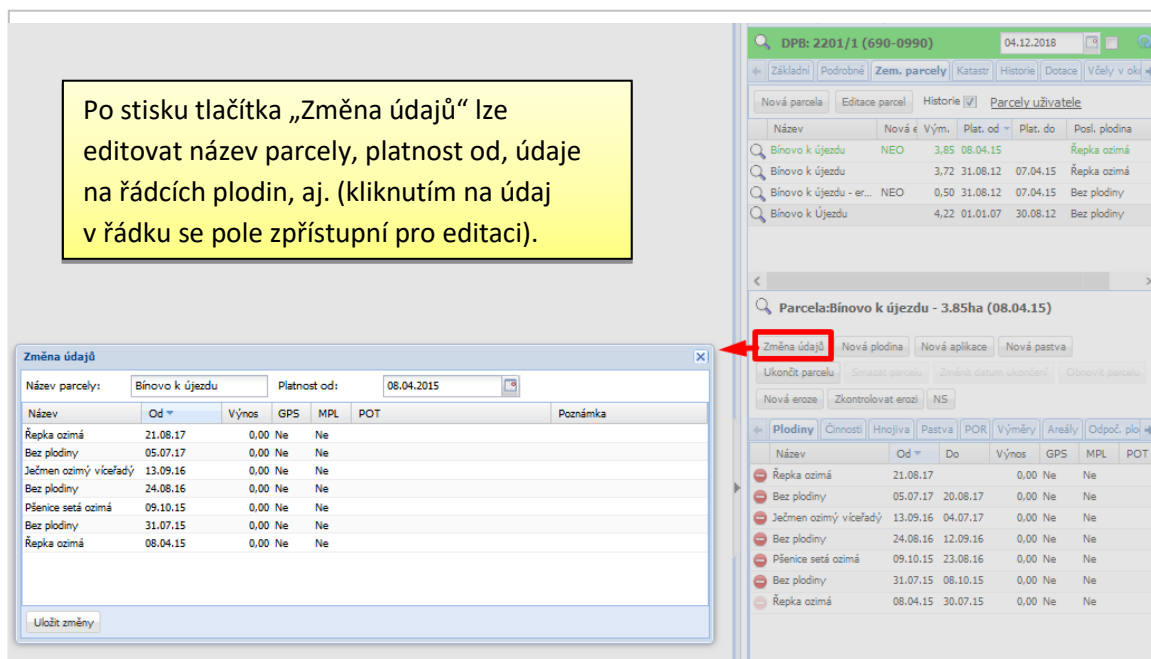 DPB: 2201/1 (690-0990) 04.12.2018
Základní Podrobné Zem. parcely Katastr Historie Dotace Včely v oko
Nová parcela Editace parcel Historie Parcely uživatele
Název Nová e Vým. Plat. od Plat. do Posl. plodina
Bínovo k újezdu NEO 3,85 08.04.15 Řepka ozimá
Bínovo k újezdu 3,72 31.08.12 07.04.15 Řepka ozimá
Bínovo k újezdu - er... NEO 0,50 31.08.12 07.04.15 Bez plodiny
Bínovo k Újezdu 4,22 01.01.07 30.08.12 Bez plodiny
Po stisku tlačítka „Změna údajů“ lze
editovat název parcely, platnost od, údaje
na řádcích plodin, aj. (kliknutím na údaj
v řádku se pole zpřístupní pro editaci).
Parcela:Bínovo k újezdu - 3.85ha (08.04.15)
Změna údajů Nová plodina Nová aplikace Nová pastva
Ukončit parcelu Smazat parcelu Změnit datum ukončení Obnovit parcelu
Nová eroze Zkontrolovat erozi NS
Plodiny Činnosti Hnojiva Pastva POR Výměry Areály Odpoč. plo
Název Od Do Výnos GPS MPL POT
Řepka ozimá 21.08.17 0,00 Ne Ne
Bez plodiny 05.07.17 20.08.17 0,00 Ne Ne
Ječmen ozimý víceřadý 13.09.16 04.07.17 0,00 Ne Ne
Bez plodiny 24.08.16 12.09.16 0,00 Ne Ne
Pšenice setá ozimá 09.10.15 23.08.16 0,00 Ne Ne
Bez plodiny 31.07.15 08.10.15 0,00 Ne Ne
Řepka ozimá 08.04.15 30.07.15 0,00 Ne Ne
Změna údajů
Název parcely: Bínovo k újezdu Platnost od: 08.04.2015
Název Od Výnos GPS MPL POT Poznámka
Řepka ozimá 21.08.17 0,00 Ne Ne
Bez plodiny 05.07.17 0,00 Ne Ne
Ječmen ozimý víceřadý 13.09.16 0,00 Ne Ne
Bez plodiny 24.08.16 0,00 Ne Ne
Pšenice setá ozimá 09.10.15 0,00 Ne Ne
Bez plodiny 31.07.15 0,00 Ne Ne
Řepka ozimá 08.04.15 0,00 Ne Ne
Uložit změny